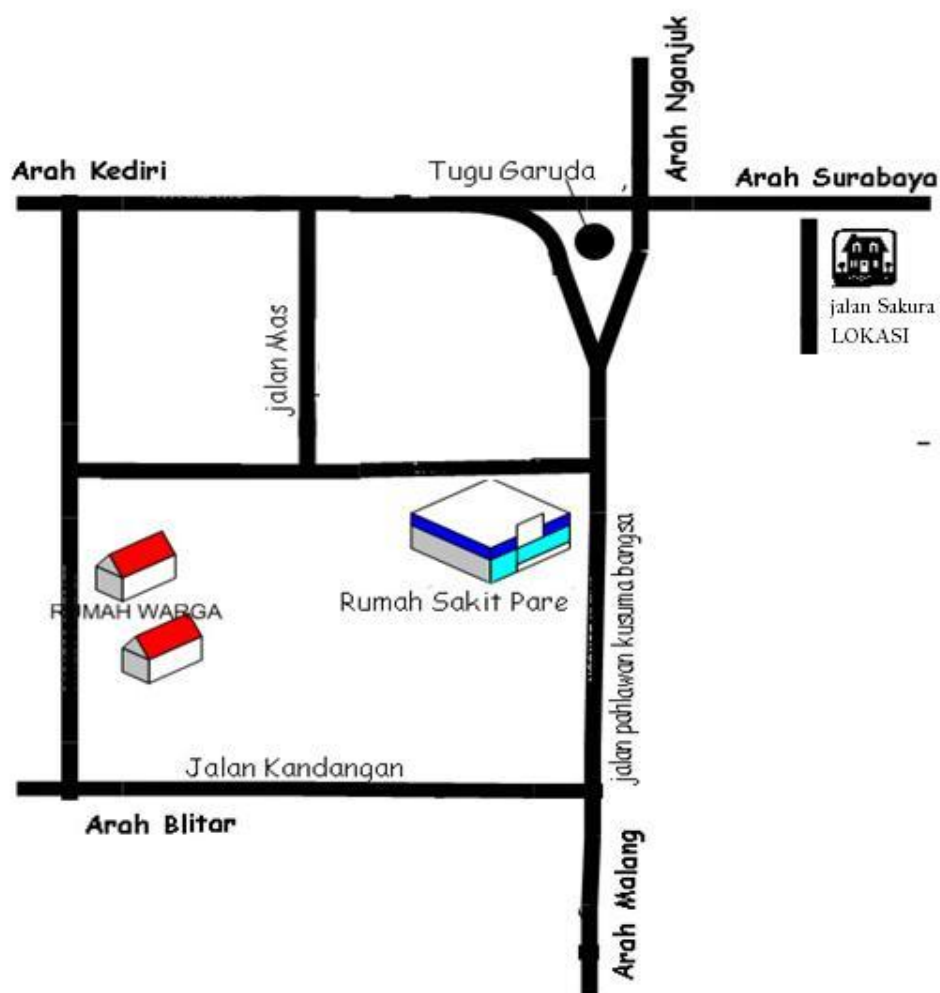 Arah Nganjuk
Arah Kediri
Tugu Garuda
Arah Surabaya
jalan Sakura
LOKASI
jalan Mas
Rumah Sakit Pare
RUMAH WARGA
jalan pahlawan kusuma bangsa
Jalan Kandangan
Arah Blitar
Arah Malang